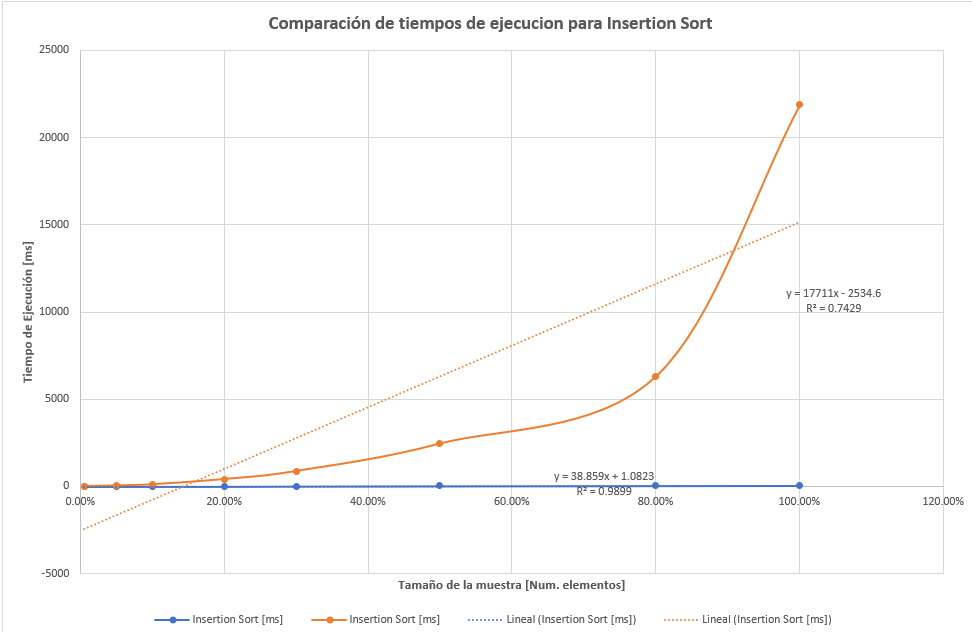 Comparación de tiempos de ejecucion para Insertion Sort
25000
20000
15000
10000
5000
0
-5000
Tiempo de Ejecución [ms]
y = 17711x - 2534.6
R² = 0.7429
y = 38.859x + 1.0823
R² = 0.9899
0.00% 20.00% 40.00% 60.00% 80.00% 100.00% 120.00%
Tamaño de la muestra [Num. elementos]
Insertion Sort [ms] Insertion Sort [ms] Lineal (Insertion Sort [ms]) Lineal (Insertion Sort [ms])